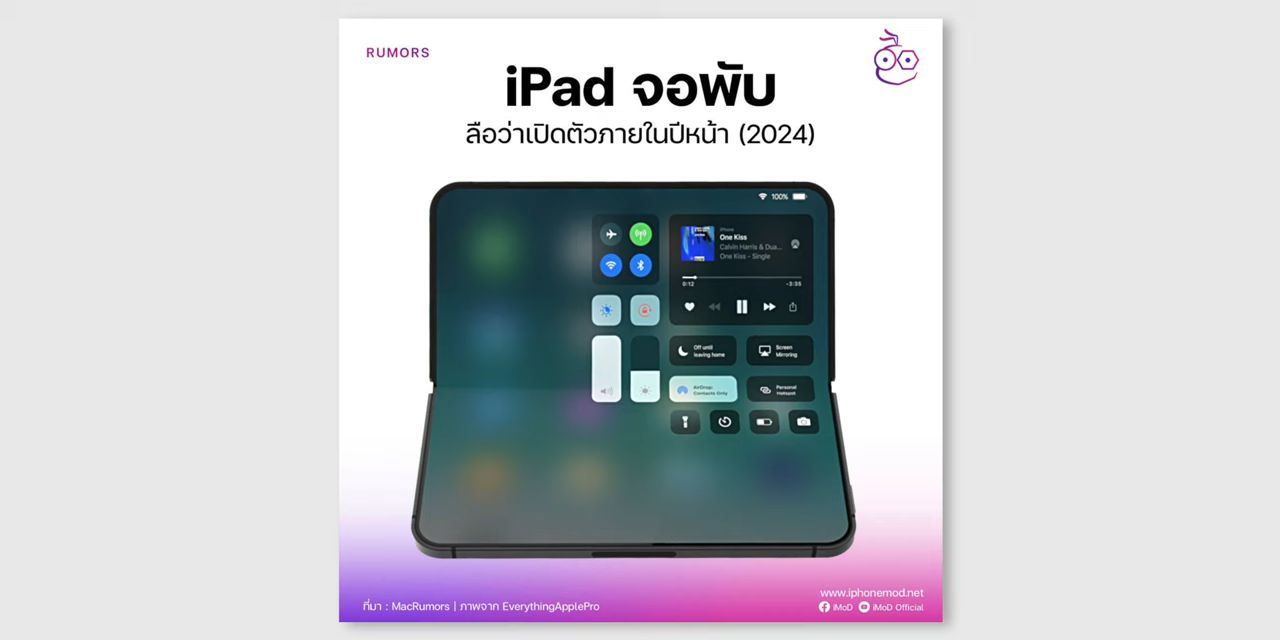 RUMORS
iPad จอพับ
ลือว่าเปิดตัวภายในปีหน้า (2024)
100%
iPhone
One Kiss
Calvin Harris & Dua...
One Kiss - Single
0:12
-3:35
Off until
leaving home
Screen
Mirroring
AirDrop:
Contacts Only
Personal
Hotspot
www.iphonemod.net
ที่มา : MacRumors | ภาพจาก EverythingApplePro
iMoD
iMoD Official